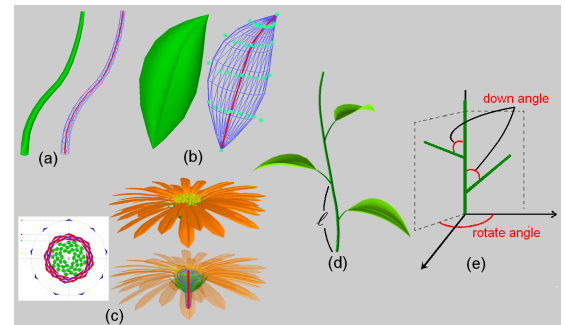 (a)
(b)
(c)
ℓ
(d)
down angle
rotate angle
(e)